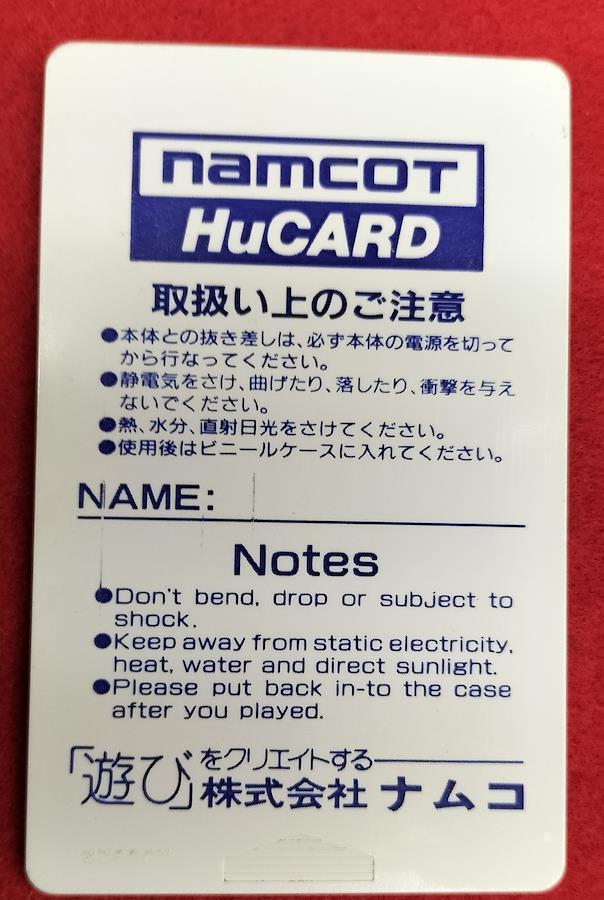 namcoT
HuCARD
取扱い上のご注意
●本体との抜き差しは、必ず本体の電源を切って
から行なってください。
●静電気をさけ、曲げたり、落したり、衝撃を与え
ないでください。
●熱、水分、直射日光をさけてください。
●使用後はビニールケースに入れてください。
NAME:
Notes
●Don't bend, drop or subject to
shock.
●Keep away from static electricity,
heat, water and direct sunlight.
●Please put back in-to the case
after you played.
「遊び」をクリエイトする
株式会社 ナムコ